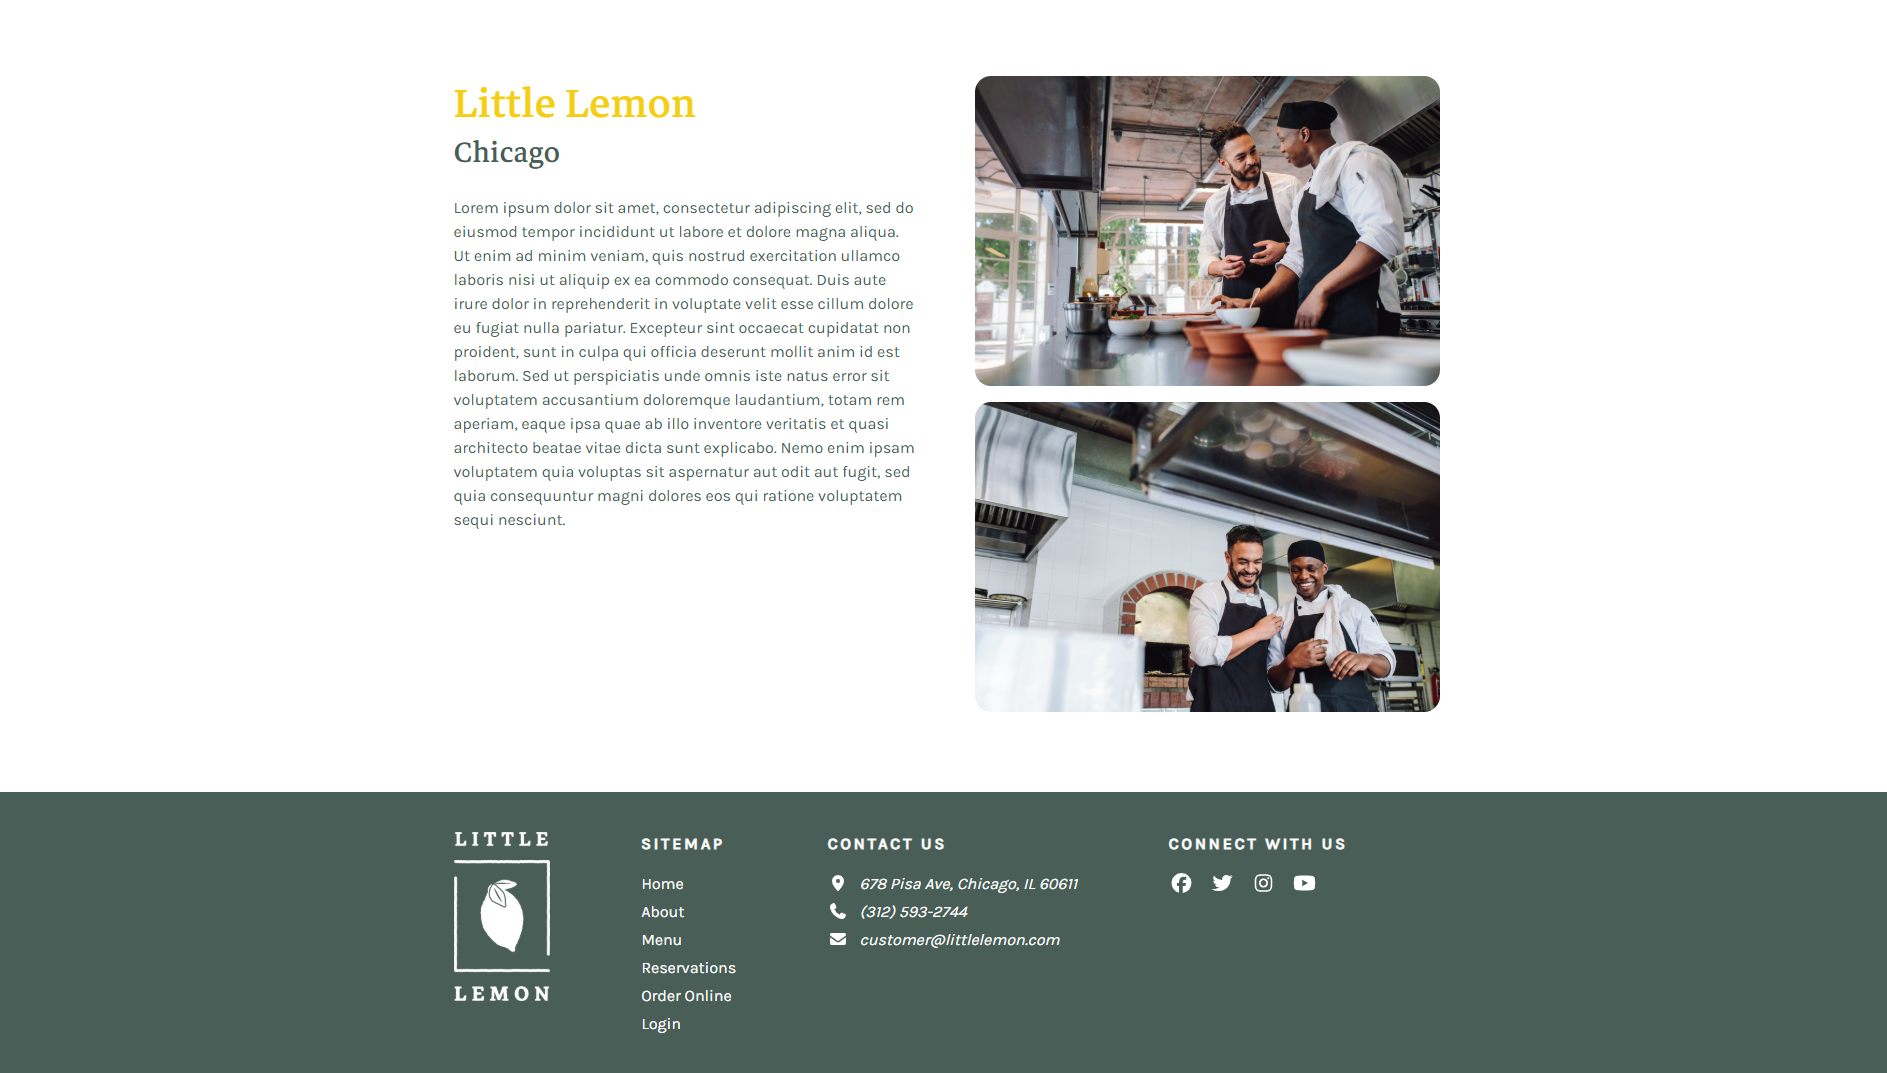 Little Lemon
Chicago
Lorem ipsum dolor sit amet, consectetur adipiscing elit, sed do
eiusmod tempor incididunt ut labore et dolore magna aliqua.
Ut enim ad minim veniam, quis nostrud exercitation ullamco
laboris nisi ut aliquip ex ea commodo consequat. Duis aute
irure dolor in reprehenderit in voluptate velit esse cillum dolore
eu fugiat nulla pariatur. Excepteur sint occaecat cupidatat non
proident, sunt in culpa qui officia deserunt mollit anim id est
laborum. Sed ut perspiciatis unde omnis iste natus error sit
voluptatem accusantium doloremque laudantium, totam rem
aperiam, eaque ipsa quae ab illo inventore veritatis et quasi
architecto beatae vitae dicta sunt explicabo. Nemo enim ipsam
voluptatem quia voluptas sit aspernatur aut odit aut fugit, sed
quia consequuntur magni dolores eos qui ratione voluptatem
sequi nesciunt.
LITTLE
LEMON
SITEMAP
Home
About
Menu
Reservations
Order Online
Login
CONTACT US
678 Pisa Ave, Chicago, IL 60611
(312) 593-2744
customer@littlelemon.com
CONNECT WITH US